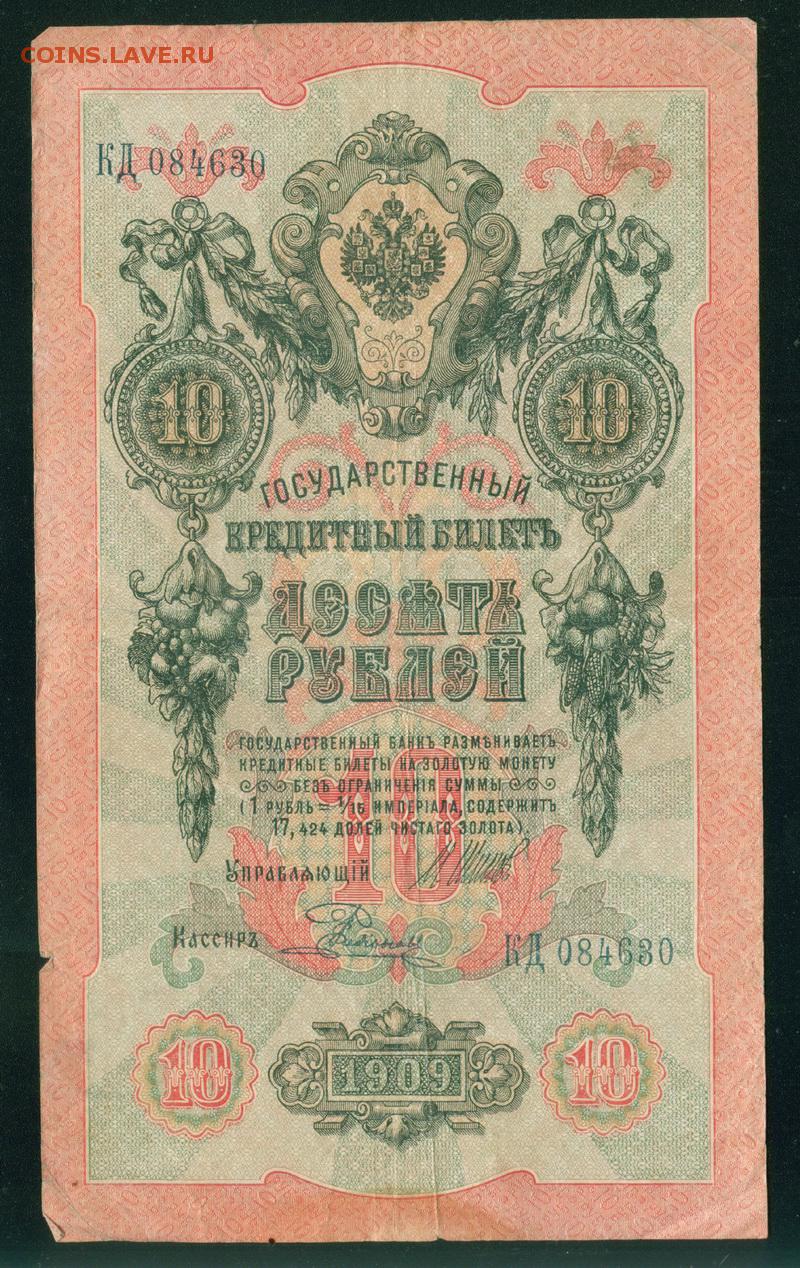 COINS.LAVE.RU
КД 084630
10 10
ГОСУДАРСТВЕННЫЙ
КРЕДИТНЫЙ БИЛЕТЪ
ДЕСЯТЬ
РУБЛЕЙ
ГОСУДАРСТВЕННЫЙ БАНКЪ РАЗМѢНИВАЕТЪ
КРЕДИТНЫЕ БИЛЕТЫ НА ЗОЛОТУЮ МОНЕТУ
БЕЗЪ ОГРАНИЧЕНІЯ СУММЫ
(1 РУБЛЬ = 1/15 ИМПЕРІАЛА, СОДЕРЖИТЪ
17,424 ДОЛЕЙ ЧИСТАГО ЗОЛОТА).
10
УПРАВЛЯЮЩІЙ
КАССИРЪ
КД 084630
10 1909 10